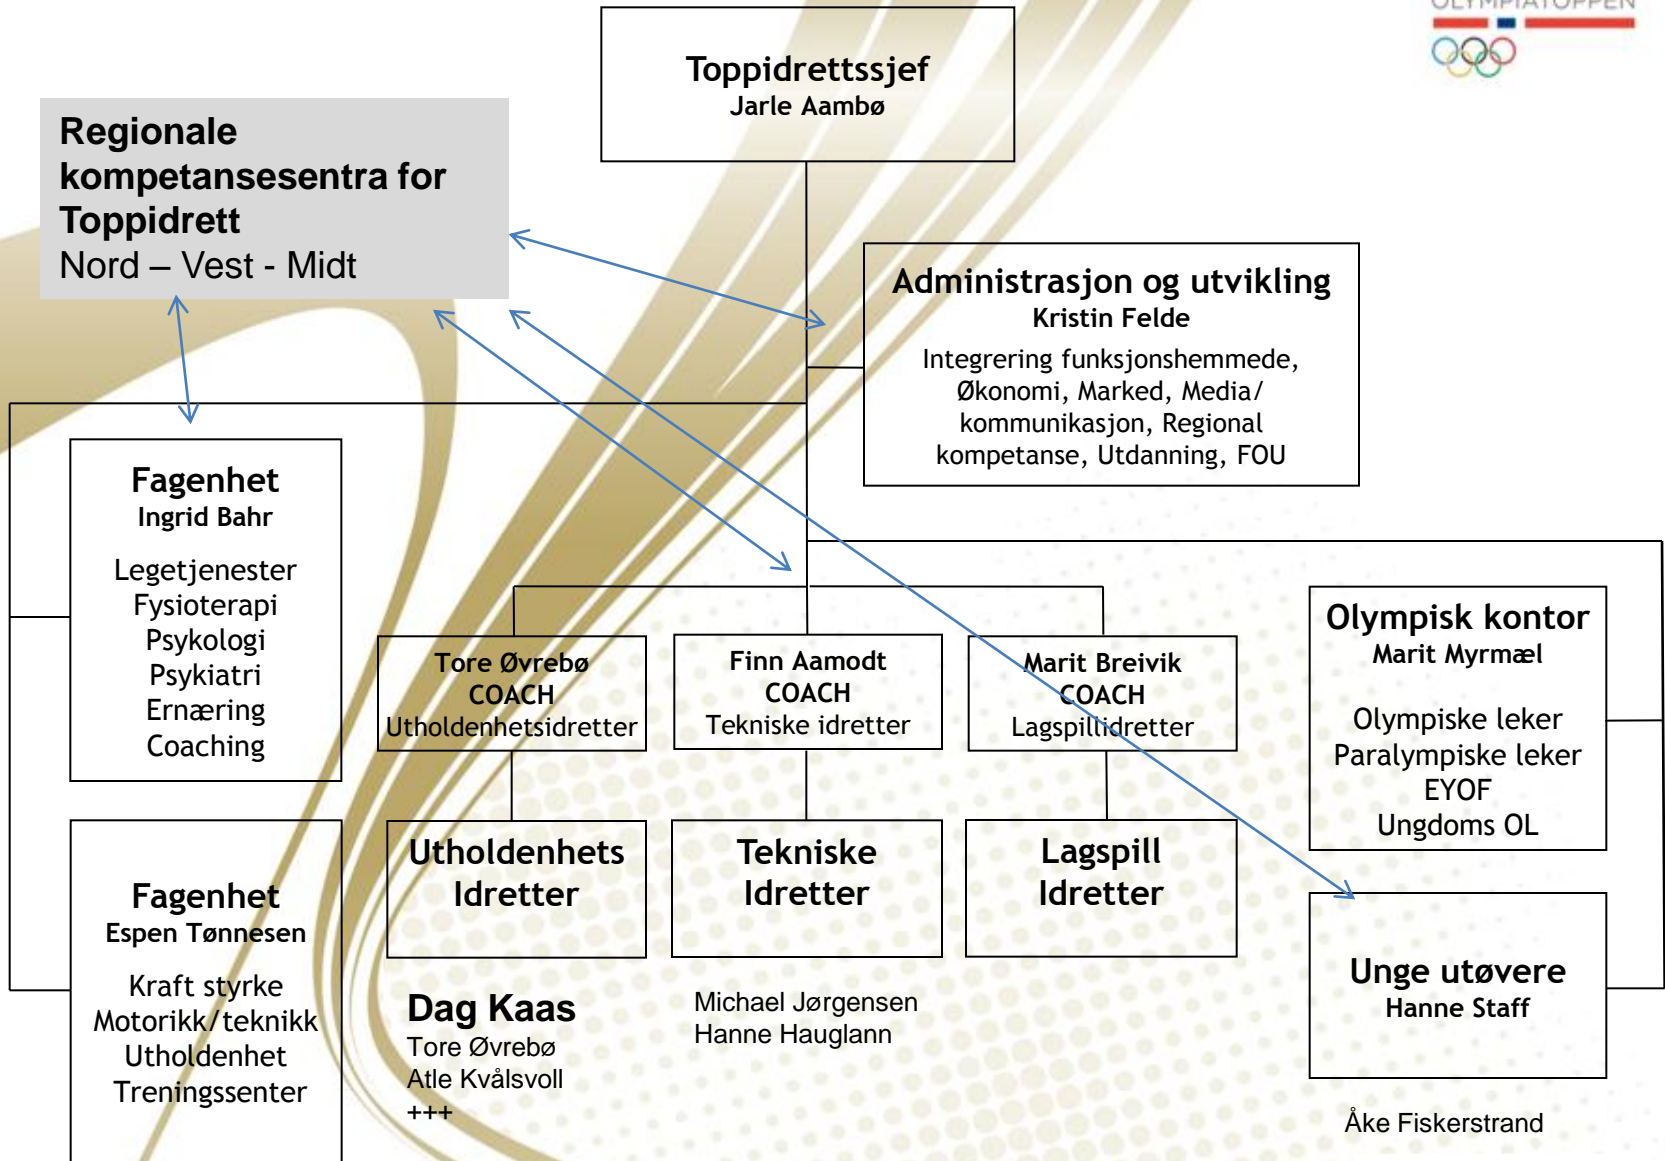 OLYMPIATOPPEN
Toppidrettssjef
Jarle Aambø
Regionale
kompetansesentra for
Toppidrett
Nord – Vest - Midt
Administrasjon og utvikling
Kristin Felde
Integrering funksjonshemmede,
Økonomi, Marked, Media/
kommunikasjon, Regional
kompetanse, Utdanning, FOU
Fagenhet
Ingrid Bahr
Legetjenester
Fysioterapi
Psykologi
Psykiatri
Ernæring
Coaching
Tore Øvrebø
COACH
Utholdenhetsidretter
Finn Aamodt
COACH
Tekniske idretter
Marit Breivik
COACH
Lagspillidretter
Olympisk kontor
Marit Myrmæl
Olympiske leker
Paralympiske leker
EYOF
Ungdoms OL
Fagenhet
Espen Tønnesen
Kraft styrke
Motorikk/teknikk
Utholdenhet
Treningssenter
Utholdenhets
Idretter
Tekniske
Idretter
Lagspill
Idretter
Unge utøvere
Hanne Staff
Dag Kaas
Tore Øvrebø
Atle Kvålsvoll
+++
Michael Jørgensen
Hanne Hauglann
Åke Fiskerstrand